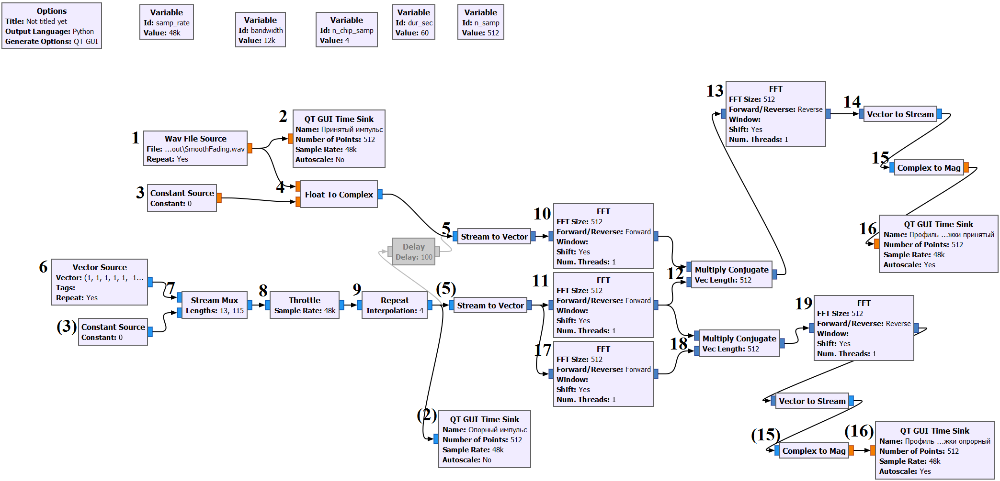 Options
Title: Not titled yet
Output Language: Python
Generate Options: QT GUI
Variable
Id: samp_rate
Value: 48k
Variable
Id: bandwidth
Value: 12k
Variable
Id: n_chip_samp
Value: 4
Variable
Id: dur_sec
Value: 60
Variable
Id: n_samp
Value: 512
1
Wav File Source
File: ...out\SmoothFading.wav
Repeat: Yes
2
QT GUI Time Sink
Name: Принятый импульс
Number of Points: 512
Sample Rate: 48k
Autoscale: No
3
Constant Source
Constant: 0
4
Float To Complex
5
Stream to Vector
Delay
Delay: 100
6
Vector Source
Vector: (1, 1, 1, 1, 1, -1...
Tags:
Repeat: Yes
(3)
Constant Source
Constant: 0
7
Stream Mux
Lengths: 13, 115
8
Throttle
Sample Rate: 48k
9
Repeat
Interpolation: 4
(5)
Stream to Vector
(2)
QT GUI Time Sink
Name: Опорный импульс
Number of Points: 512
Sample Rate: 48k
Autoscale: No
10
FFT
FFT Size: 512
Forward/Reverse: Forward
Window:
Shift: Yes
Num. Threads: 1
11
FFT
FFT Size: 512
Forward/Reverse: Forward
Window:
Shift: Yes
Num. Threads: 1
17
FFT
FFT Size: 512
Forward/Reverse: Forward
Window:
Shift: Yes
Num. Threads: 1
12
Multiply Conjugate
Vec Length: 512
18
Multiply Conjugate
Vec Length: 512
13
FFT
FFT Size: 512
Forward/Reverse: Reverse
Window:
Shift: Yes
Num. Threads: 1
14
Vector to Stream
15
Complex to Mag
16
QT GUI Time Sink
Name: Профиль ...жки принятый
Number of Points: 512
Sample Rate: 48k
Autoscale: Yes
19
FFT
FFT Size: 512
Forward/Reverse: Reverse
Window:
Shift: Yes
Num. Threads: 1
Vector to Stream
(15)
Complex to Mag
(16)
QT GUI Time Sink
Name: Профиль ...жки опрорный
Number of Points: 512
Sample Rate: 48k
Autoscale: Yes